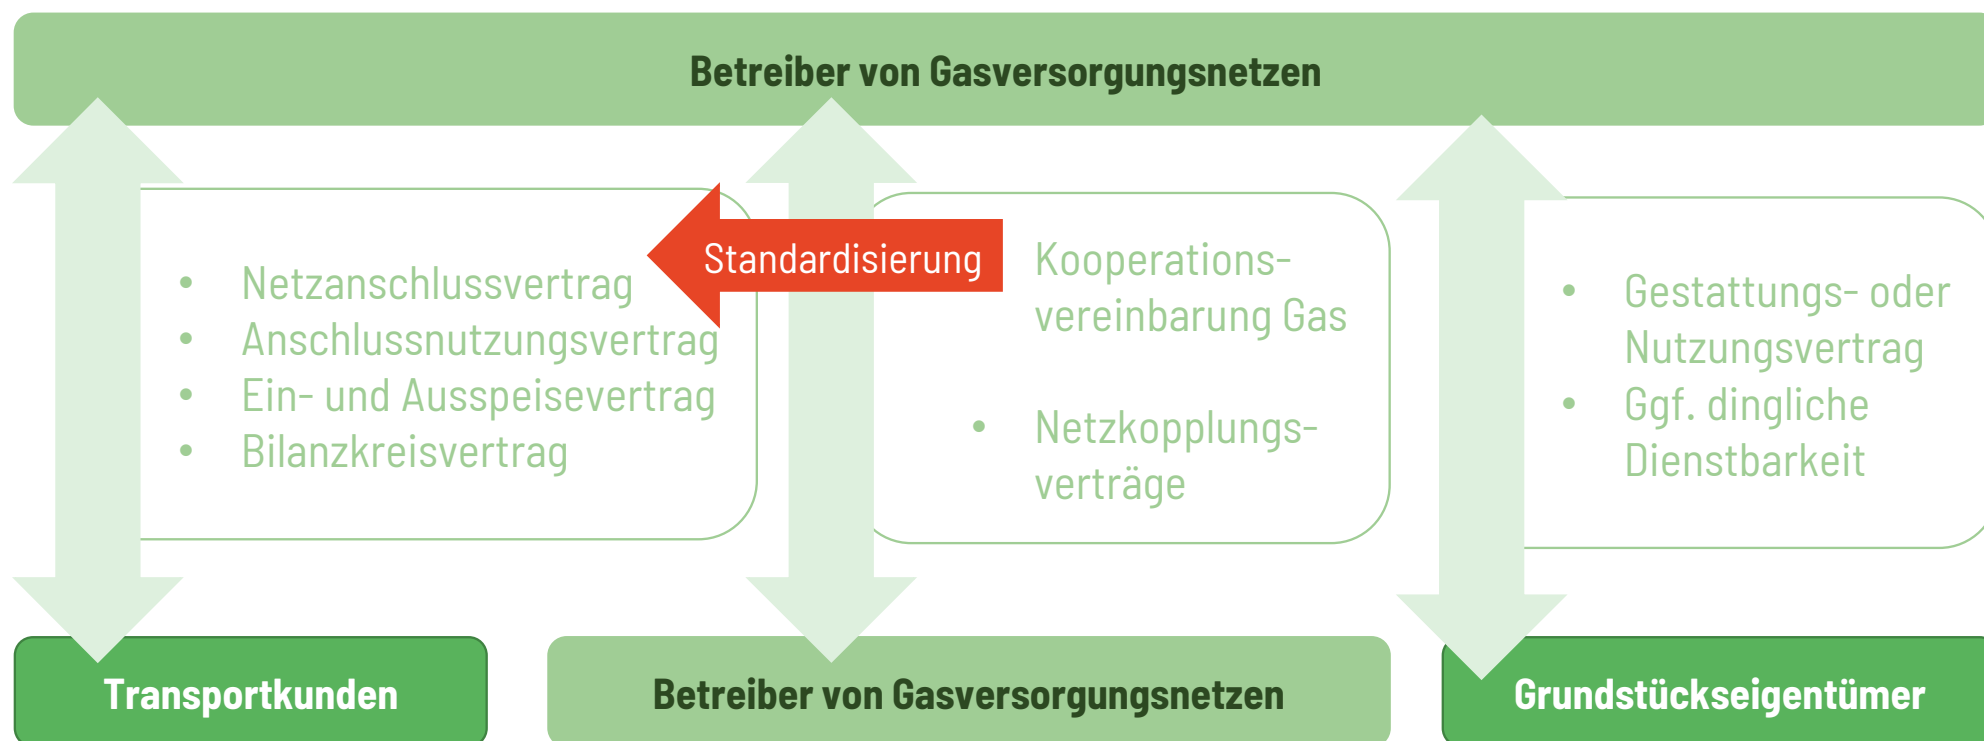 Betreiber von Gasversorgungsnetzen
• Netzanschlussvertrag
• Anschlussnutzungsvertrag
• Ein- und Ausspeisevertrag
• Bilanzkreisvertrag
Standardisierung
Kooperations-
vereinbarung Gas
• Netzkopplungs-
verträge
• Gestattungs- oder
Nutzungsvertrag
• Ggf. dingliche
Dienstbarkeit
Transportkunden
Betreiber von Gasversorgungsnetzen
Grundstückseigentümer